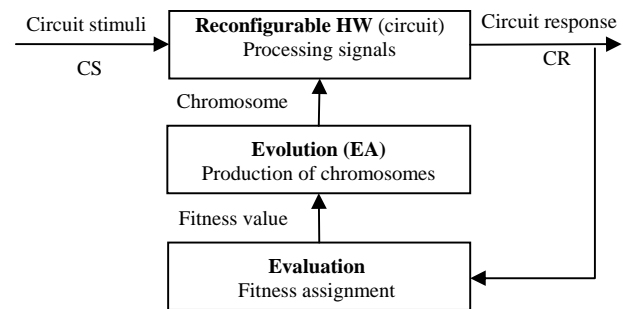 Circuit stimuli
CS
Reconfigurable HW (circuit)
Processing signals
Circuit response
CR
Chromosome
Evolution (EA)
Production of chromosomes
Fitness value
Evaluation
Fitness assignment